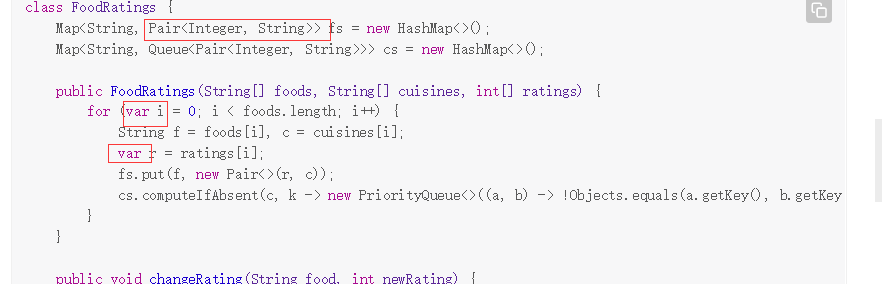 class FoodRatings {
Map<String, Pair<Integer, String>> fs = new HashMap<>();
Map<String, Queue<Pair<Integer, String>>> cs = new HashMap<>();
public FoodRatings(String[] foods, String[] cuisines, int[] ratings) {
for (var i = 0; i < foods.length; i++) {
String f = foods[i], c = cuisines[i];
var r = ratings[i];
fs.put(f, new Pair<>(r, c));
cs.computeIfAbsent(c, k -> new PriorityQueue<>((a, b) -> !Objects.equals(a.getKey(), b.getKey
}
}
public void changeRating(String food, int newRating) {